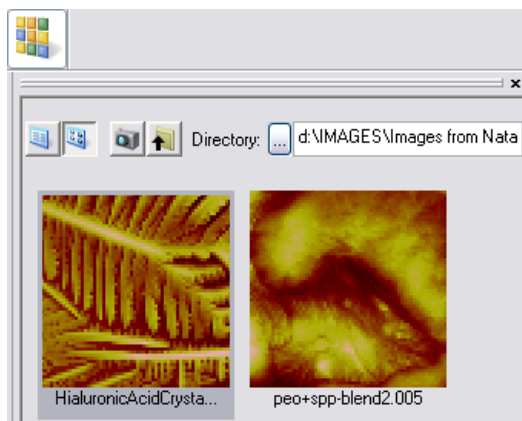 Directory: ... d:\IMAGES\Images from Nata
HialuronicAcidCrysta...
peo+spp-blend2.005